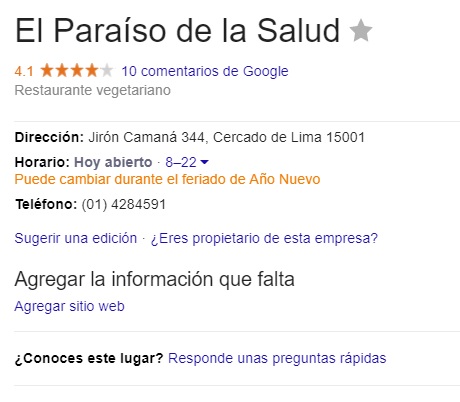 El Paraíso de la Salud
4.1 10 comentarios de Google
Restaurante vegetariano
Dirección: Jirón Camaná 344, Cercado de Lima 15001
Horario: Hoy abierto · 8–22
Puede cambiar durante el feriado de Año Nuevo
Teléfono: (01) 4284591
Sugerir una edición · ¿Eres propietario de esta empresa?
Agregar la información que falta
Agregar sitio web
¿Conoces este lugar? Responde unas preguntas rápidas